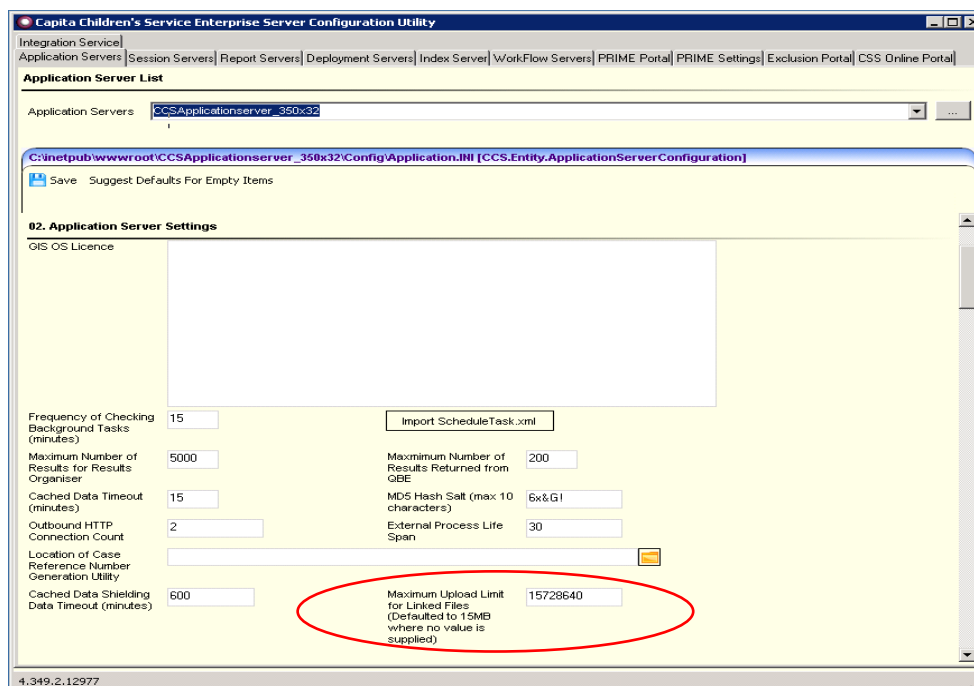 Capita Children's Service Enterprise Server Configuration Utility
Integration Service
Application Servers Session Servers Report Servers Deployment Servers Index Server WorkFlow Servers PRIME Portal PRIME Settings Exclusion Portal CSS Online Portal
Application Server List
Application Servers CCSApplicationserver_350x32 ...
C:\inetpub\wwwroot\CCSApplicationserver_350x32\Config\Application.INI [CCS.Entity.ApplicationServerConfiguration]
Save Suggest Defaults For Empty Items
02. Application Server Settings
GIS OS Licence
Frequency of Checking
Background Tasks
(minutes)
15
Import ScheduleTask.xml
Maximum Number of
Results for Results
Organiser
5000
Maxmimum Number of
Results Returned from
QBE
200
Cached Data Timeout
(minutes)
15
MD5 Hash Salt (max 10
characters)
6x&G!
Outbound HTTP
Connection Count
2
External Process Life
Span
30
Location of Case
Reference Number
Generation Utility
Cached Data Shielding
Data Timeout (minutes)
600
Maximum Upload Limit
for Linked Files
(Defaulted to 15MB
where no value is
supplied)
15728640
4.349.2.12977